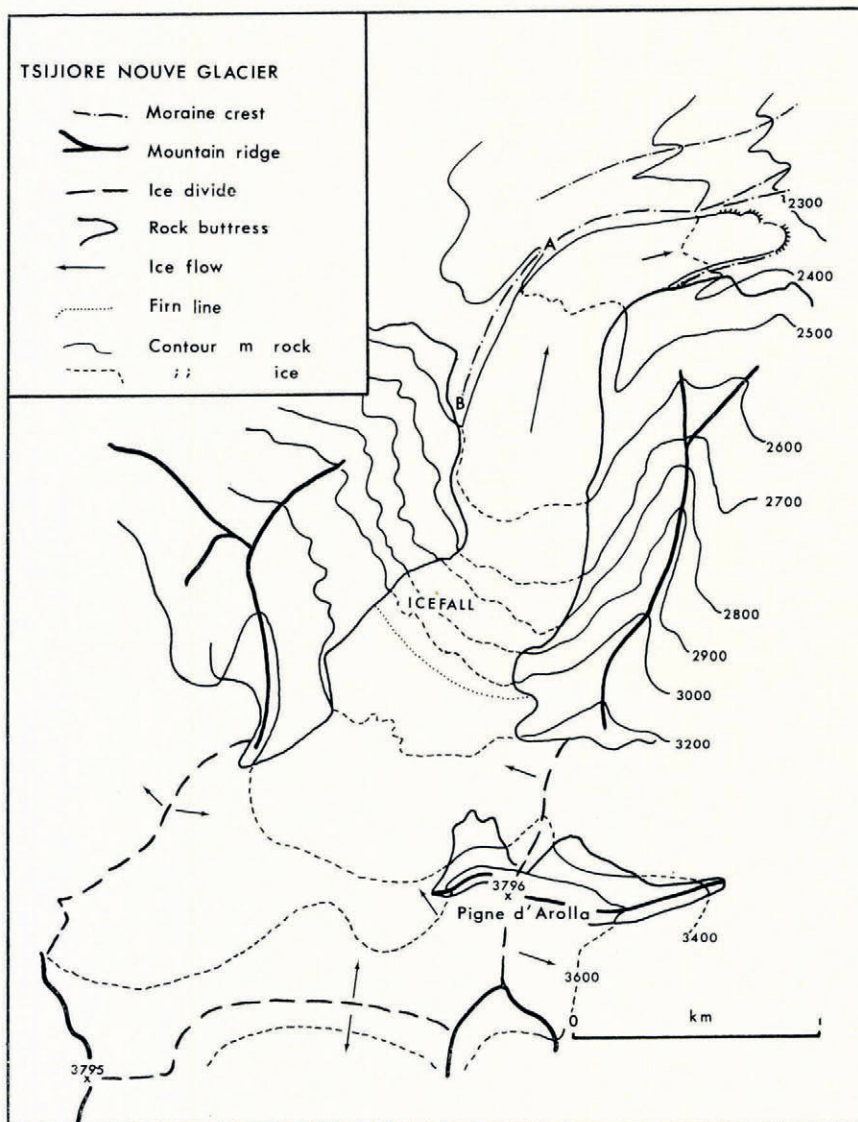 TSIJIORE NOUVE GLACIER
Moraine crest
Mountain ridge
Ice divide
Rock buttress
Ice flow
Firn line
Contour m rock
;; ice
A
B
2300
2400
2500
2600
2700
ICEFALL
2800
2900
3000
3200
3796
x
Pigne d'Arolla
3400
3600
0 km 1
3795
x